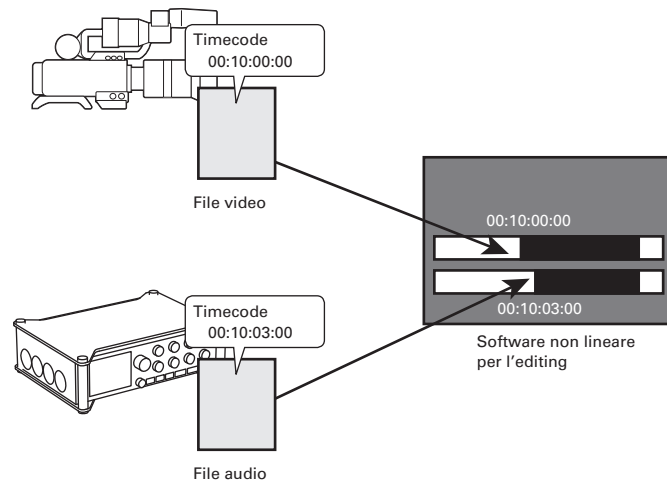 Timecode
00:10:00:00
File video
00:10:00:00
00:10:03:00
Software non lineare
per l'editing
Timecode
00:10:03:00
File audio